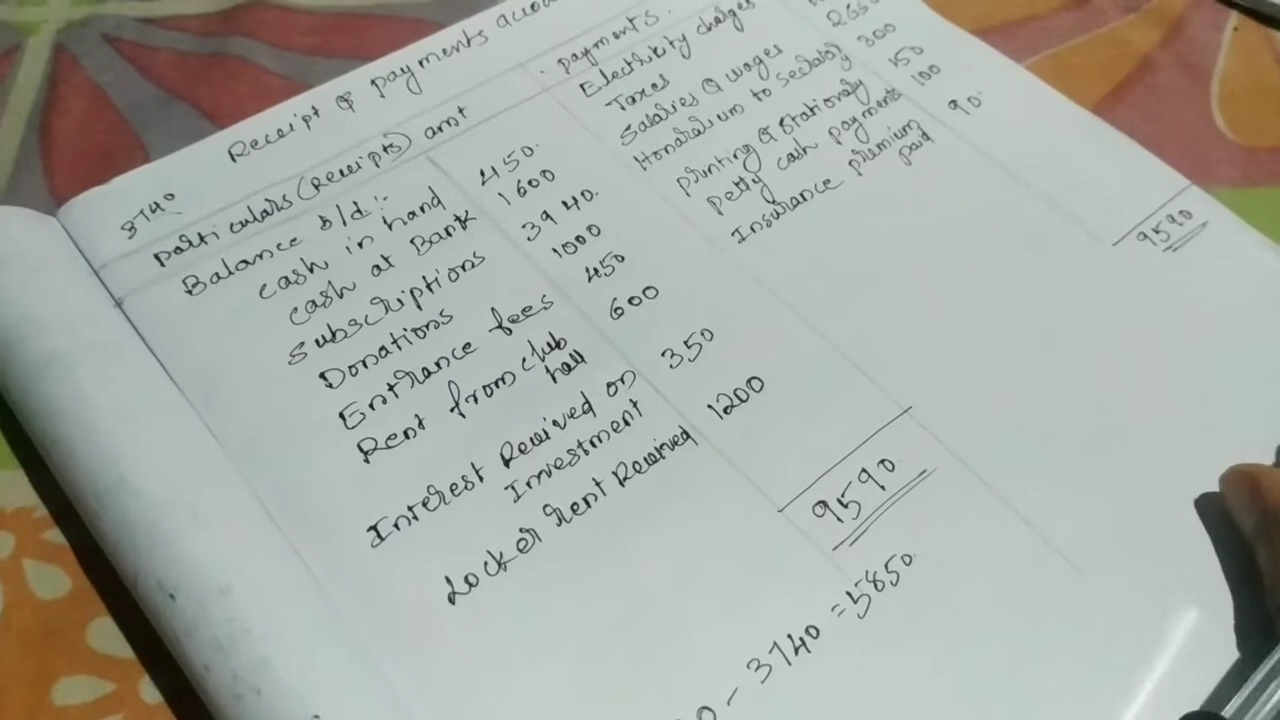 Receipt & payments
3740
particulars (receipts) amt
Balance b/d:-
cash in hand 450.
cash at Bank 1600
subscriptions 3940.
Donations 1000
Entrance fees 450
Rent from club hall 600
Interest Received on
Investment 350
Locker rent Received 1200
9590
payments.
Electricity charges
Taxes
Salaries & wages
Honorarium to secretary 300
printing & stationary 150
petty cash payments 100
Insurance premium paid 90.
9590
- 3740 = 5850.